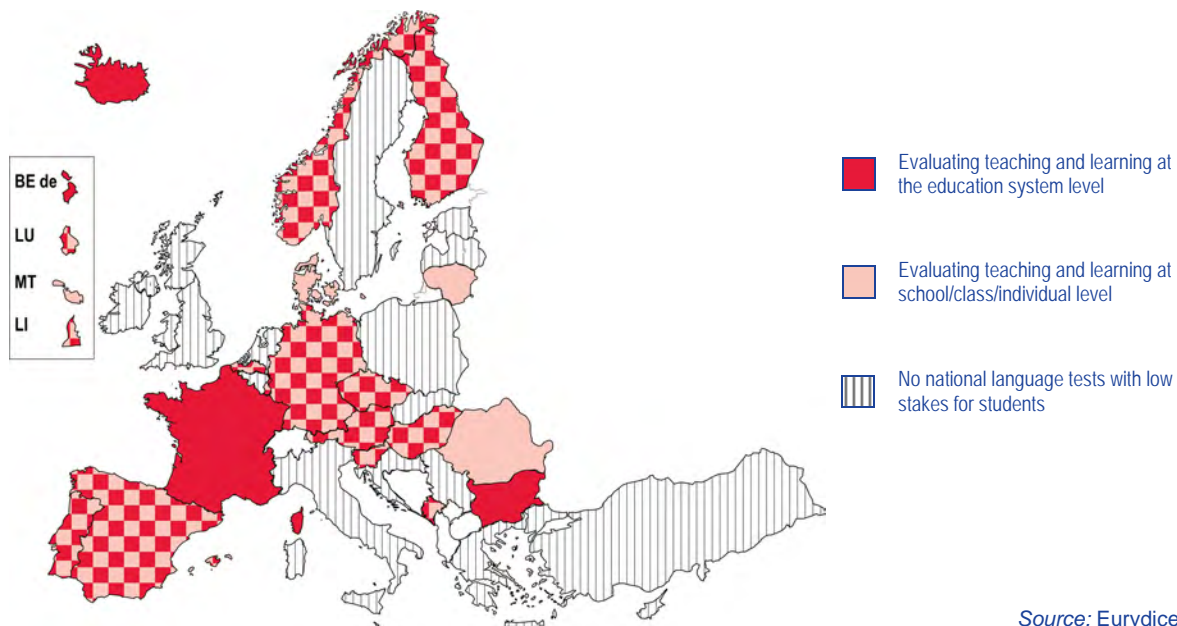 BE de
LU
MT
LI
Evaluating teaching and learning at
the education system level
Evaluating teaching and learning at
school/class/individual level
No national language tests with low
stakes for students
Source: Eurydice